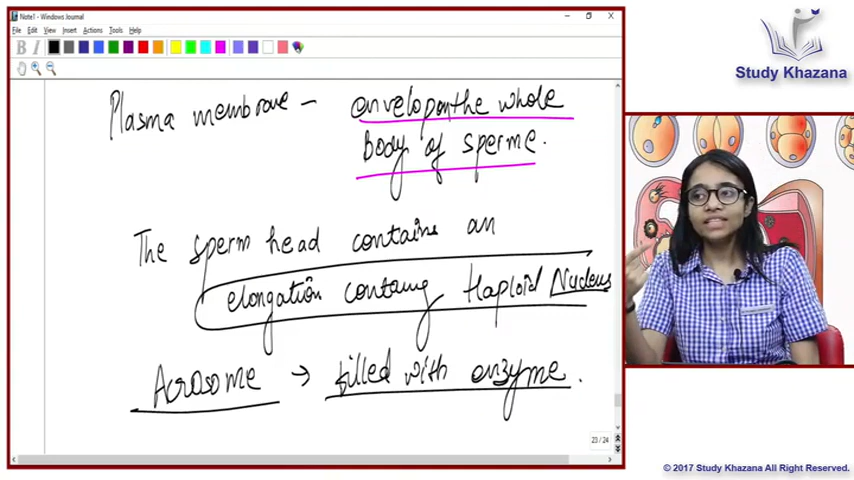 Note1 - Windows Journal
File Edit View Insert Actions Tools Help
B I
Study Khazana
Plasma membrane - envelop the whole
Body of sperme.
The sperm head contains an
elongation containg Haploid Nucleus
Acrosome → filled with enzyme.
23 / 24
© 2017 Study Khazana All Right Reserved.